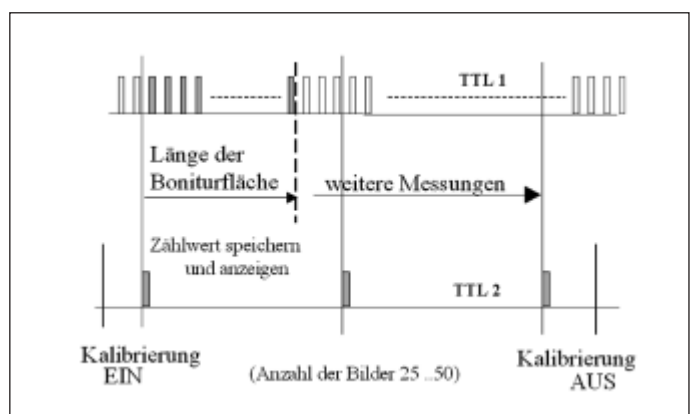 TTL 1
Länge der
Boniturfläche
weitere Messungen
Zählwert speichern
und anzeigen
TTL 2
Kalibrierung
EIN
(Anzahl der Bilder 25 ..50)
Kalibrierung
AUS